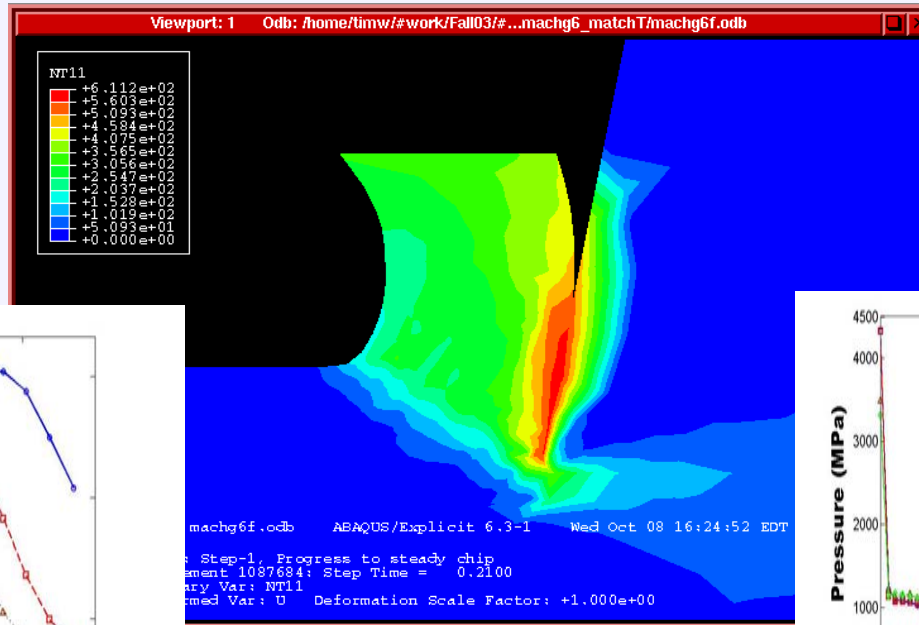 Viewport: 1 Odb: /home/timw/#work/Fall03/#...machg6_matchT/machg6f.odb
NT11
+6.112e+02
+5.603e+02
+5.093e+02
+4.584e+02
+4.075e+02
+3.565e+02
+3.056e+02
+2.547e+02
+2.037e+02
+1.528e+02
+1.019e+02
+5.093e+01
+0.000e+00
4500
4000
3000
2000
1000
Pressure (MPa)
machg6f.odb ABAQUS/Explicit 6.3-1 Wed Oct 08 16:24:52 EDT
: Step-1, Progress to steady chip
ement 1087684: Step Time = 0.2100
ary Var: NT11
med Var: U Deformation Scale Factor: +1.000e+00